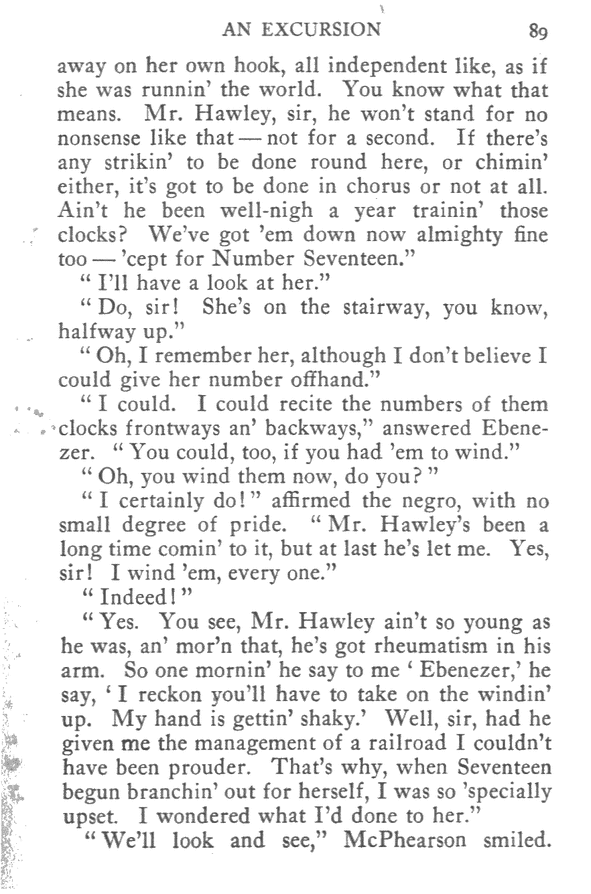 AN EXCURSION 89
away on her own hook, all independent like, as if
she was runnin’ the world. You know what that
means. Mr. Hawley, sir, he won’t stand for no
nonsense like that — not for a second. If there’s
any strikin’ to be done round here, or chimin’
either, it’s got to be done in chorus or not at all.
Ain’t he been well-nigh a year trainin’ those
clocks? We’ve got ’em down now almighty fine
too — ’cept for Number Seventeen.”
“ I’ll have a look at her.”
“ Do, sir! She’s on the stairway, you know,
halfway up.”
“ Oh, I remember her, although I don’t believe I
could give her number offhand.”
“ I could. I could recite the numbers of them
clocks frontways an’ backways,” answered Ebene-
zer. “ You could, too, if you had ’em to wind.”
“ Oh, you wind them now, do you? ”
“ I certainly do! ” affirmed the negro, with no
small degree of pride. “ Mr. Hawley’s been a
long time comin’ to it, but at last he’s let me. Yes,
sir! I wind ’em, every one.”
“ Indeed! ”
“ Yes. You see, Mr. Hawley ain’t so young as
he was, an’ mor’n that, he’s got rheumatism in his
arm. So one mornin’ he say to me ‘ Ebenezer,’ he
say, ‘ I reckon you’ll have to take on the windin’
up. My hand is gettin’ shaky.’ Well, sir, had he
given me the management of a railroad I couldn’t
have been prouder. That’s why, when Seventeen
begun branchin’ out for herself, I was so ’specially
upset. I wondered what I’d done to her.”
“ We’ll look and see,” McPhearson smiled.